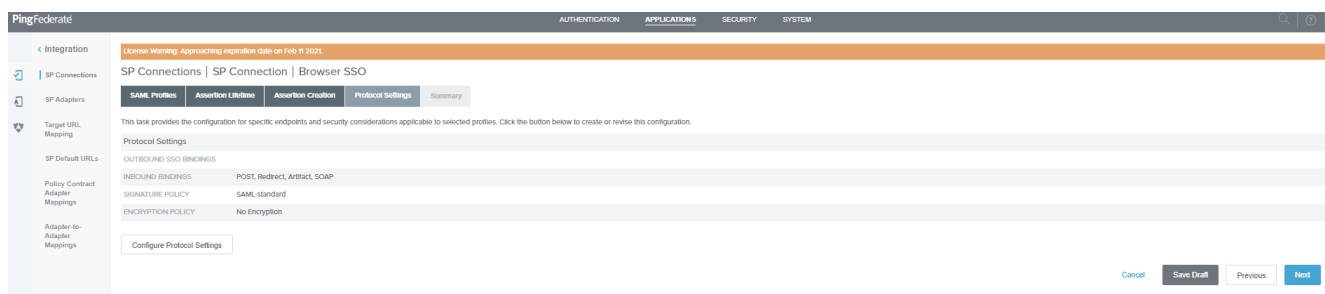 PingFederate AUTHENTICATION APPLICATIONS SECURITY SYSTEM
< Integration
License Warning: Approaching expiration date on Feb 11 2021.
SP Connections
SP Adapters
Target URL
Mapping
SP Default URLs
Policy Contract
Adapter
Mappings
Adapter-to-
Adapter
Mappings
SP Connections | SP Connection | Browser SSO
SAML Profiles Assertion Lifetime Assertion Creation Protocol Settings Summary
This task provides the configuration for specific endpoints and security considerations applicable to selected profiles. Click the button below to create or revise this configuration.
Protocol Settings
OUTBOUND SSO BINDINGS
INBOUND BINDINGS POST, Redirect, Artifact, SOAP
SIGNATURE POLICY SAML-standard
ENCRYPTION POLICY No Encryption
Configure Protocol Settings
Cancel Save Draft Previous Next